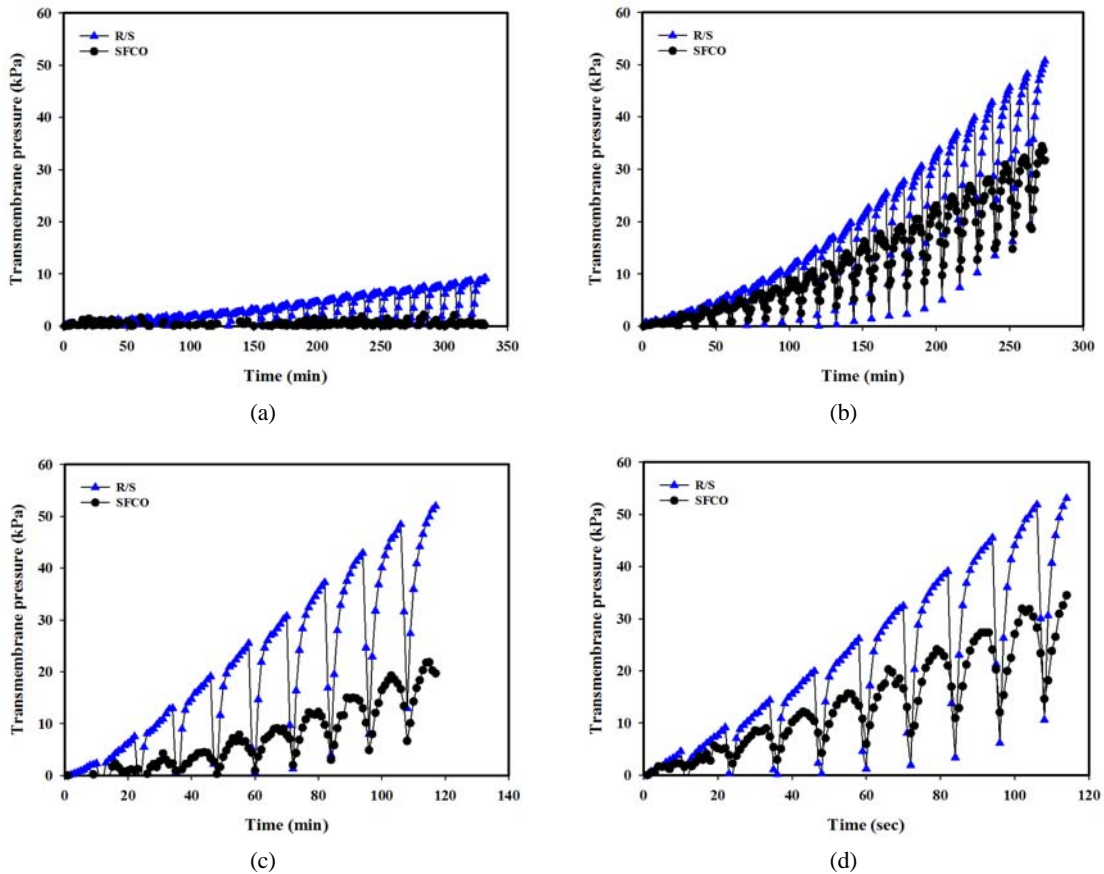 60
50
40
30
20
10
0
Transmembrane pressure (kPa)
R/S
SFCO
0 50 100 150 200 250 300 350
Time (min)
(a)
60
50
40
30
20
10
0
Transmembrane pressure (kPa)
R/S
SFCO
0 50 100 150 200 250 300
Time (min)
(b)
60
50
40
30
20
10
0
Transmembrane pressure (kPa)
R/S
SFCO
0 20 40 60 80 100 120 140
Time (min)
(c)
60
50
40
30
20
10
0
Transmembrane pressure (kPa)
R/S
SFCO
0 20 40 60 80 100 120
Time (sec)
(d)